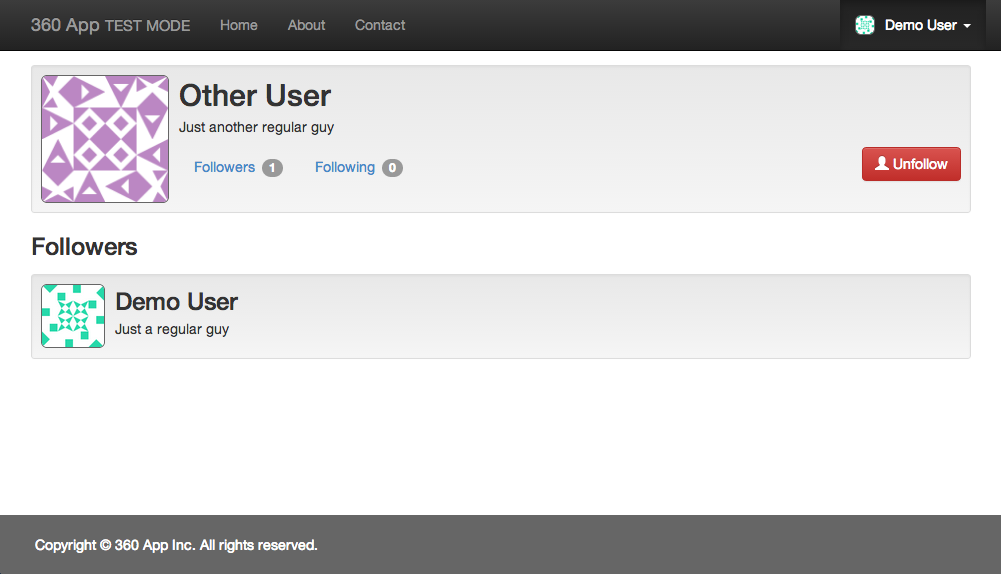 360 App TEST MODE Home About Contact Demo User
Other User
Just another regular guy
Followers 1 Following 0 Unfollow
Followers
Demo User
Just a regular guy
Copyright © 360 App Inc. All rights reserved.